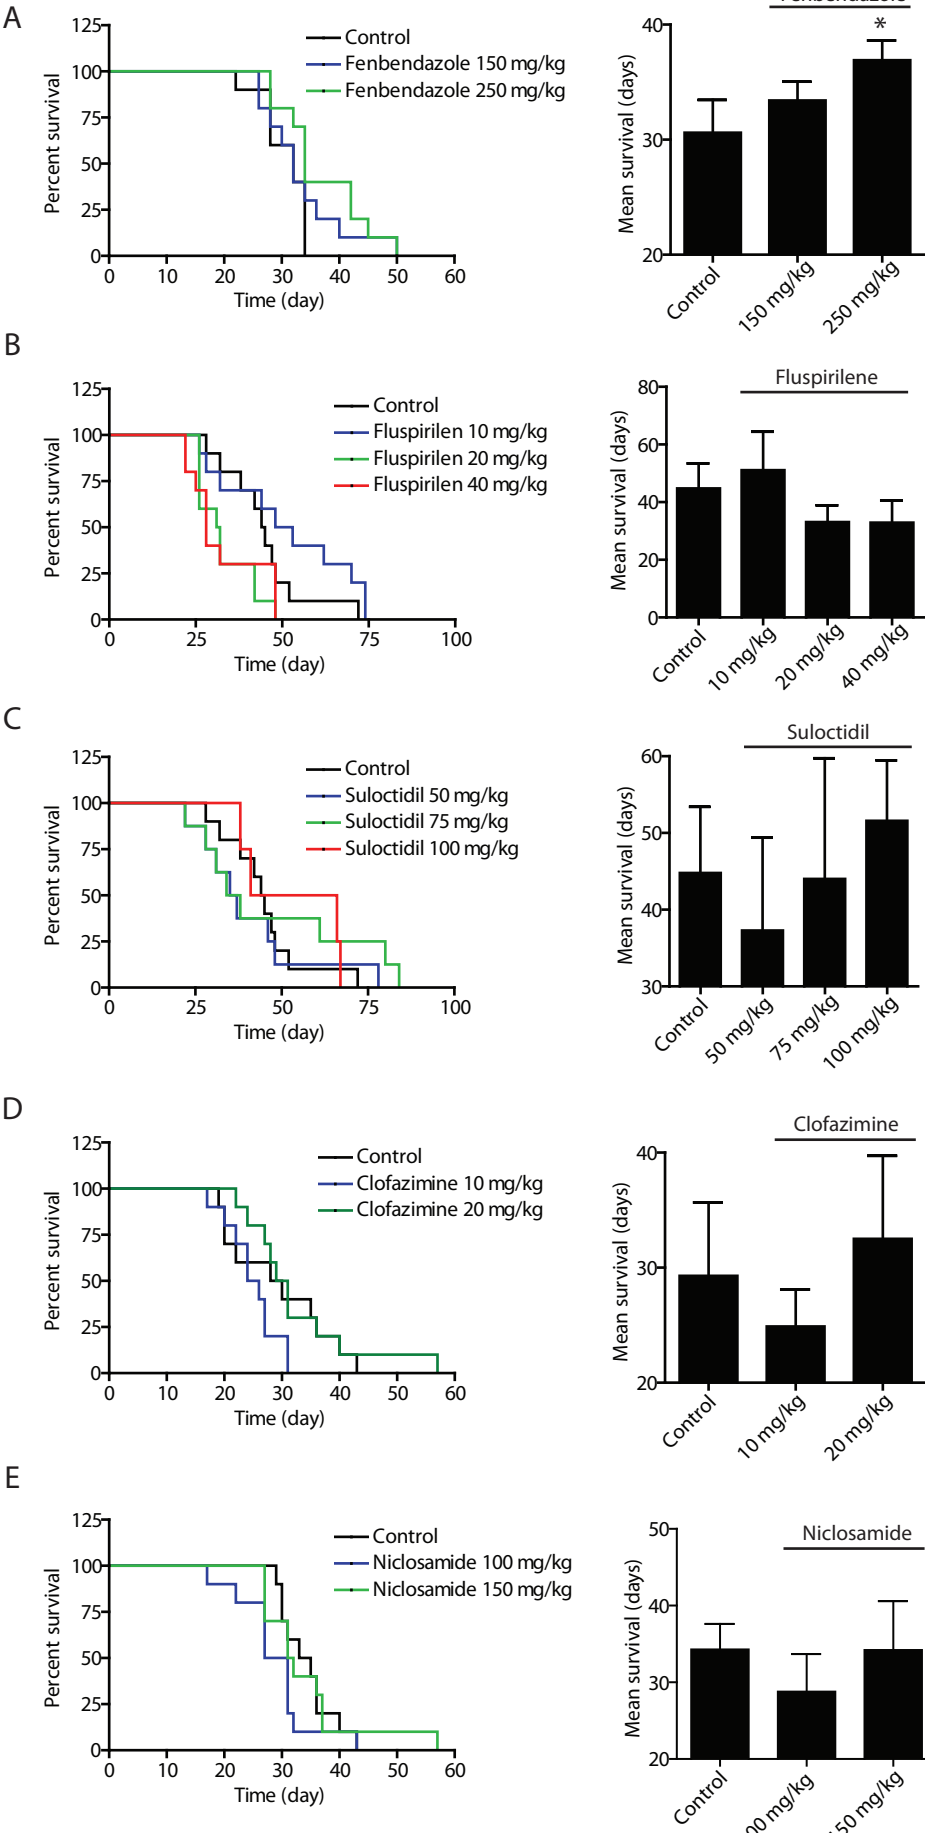 A
125
100
75
50
25
0
Percent survival
0 10 20 30 40 50 60
Time (day)
Control
Fenbendazole 150 mg/kg
Fenbendazole 250 mg/kg
*
40
30
20
Mean survival (days)
Control
150 mg/kg
250 mg/kg
B
125
100
75
50
25
0
Percent survival
0 25 50 75 100
Time (day)
Control
Fluspirilen 10 mg/kg
Fluspirilen 20 mg/kg
Fluspirilen 40 mg/kg
Fluspirilene
80
60
40
20
0
Mean survival (days)
Control
10 mg/kg
20 mg/kg
40 mg/kg
C
125
100
75
50
25
0
Percent survival
0 25 50 75 100
Time (day)
Control
Suloctidil 50 mg/kg
Suloctidil 75 mg/kg
Suloctidil 100 mg/kg
Suloctidil
60
50
40
30
Mean survival (days)
Control
50 mg/kg
75 mg/kg
100 mg/kg
D
125
100
75
50
25
0
Percent survival
0 10 20 30 40 50 60
Time (day)
Control
Clofazimine 10 mg/kg
Clofazimine 20 mg/kg
Clofazimine
40
30
20
Mean survival (days)
Control
10 mg/kg
20 mg/kg
E
125
100
75
50
25
0
Percent survival
0 10 20 30 40 50 60
Time (day)
Control
Niclosamide 100 mg/kg
Niclosamide 150 mg/kg
Niclosamide
50
40
30
20
Mean survival (days)
Control
00 mg/kg
150 mg/kg